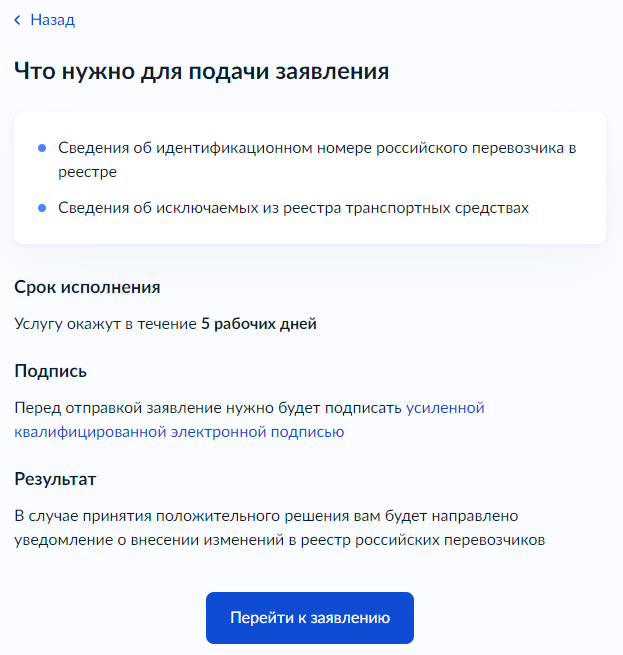 Назад
Что нужно для подачи заявления
Сведения об идентификационном номере российского перевозчика в
реестре
Сведения об исключаемых из реестра транспортных средствах
Срок исполнения
Услугу окажут в течение 5 рабочих дней
Подпись
Перед отправкой заявление нужно будет подписать усиленной
квалифицированной электронной подписью
Результат
В случае принятия положительного решения вам будет направлено
уведомление о внесении изменений в реестр российских перевозчиков
Перейти к заявлению